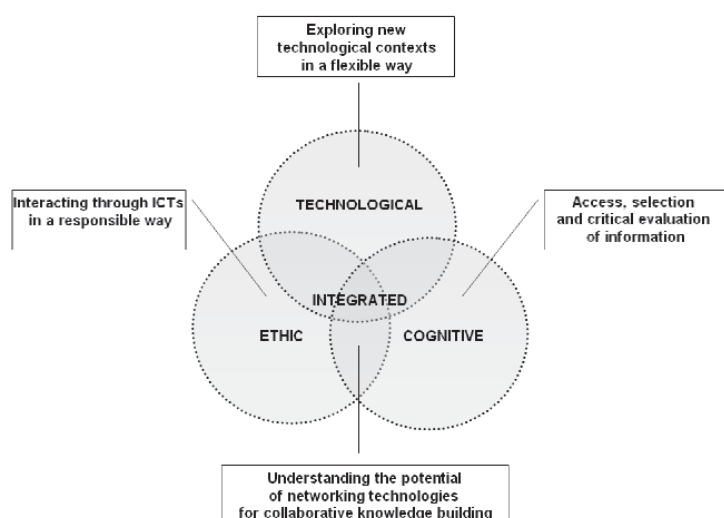 Exploring new
technological contexts
in a flexible way
Interacting through ICTs
in a responsible way
TECHNOLOGICAL
Access, selection
and critical evaluation
of information
INTEGRATED
ETHIC
COGNITIVE
Understanding the potential
of networking technologies
for collaborative knowledge building